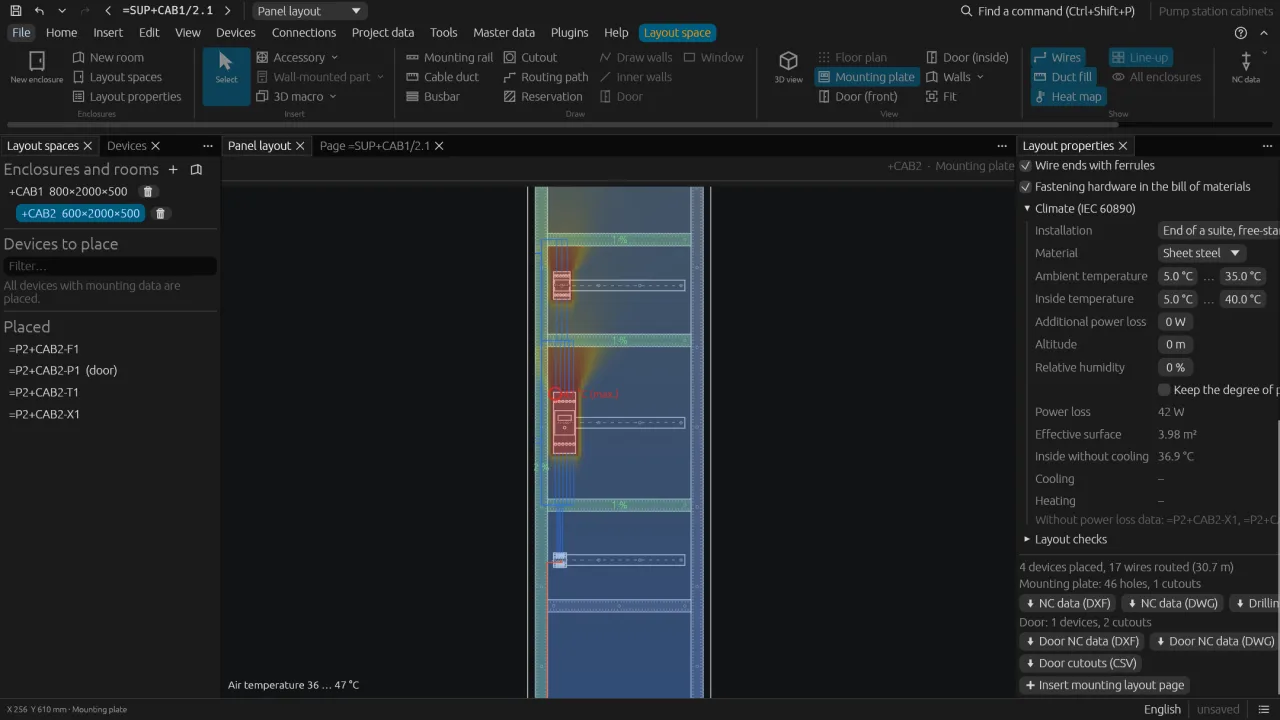 =SUP+CAB1/2.1
Panel layout
Find a command (Ctrl+Shift+P)
Pump station cabinets
File Home Insert Edit View Devices Connections Project data Tools Master data Plugins Help Layout space
New enclosure
New room
Layout spaces
Layout properties
Enclosures
Select
Accessory
Wall-mounted part
3D macro
Insert
Mounting rail
Cable duct
Busbar
Cutout
Routing path
Reservation
Draw walls
Inner walls
Door
Window
Draw
3D view
Floor plan
Mounting plate
Door (front)
Door (inside)
Walls
Fit
View
Wires
Duct fill
Heat map
Line-up
All enclosures
Show
NC data
Layout spaces
Devices
Enclosures and rooms
+CAB1 800×2000×500
+CAB2 600×2000×500
Devices to place
Filter...
All devices with mounting data are
placed.
Placed
=P2+CAB2-F1
=P2+CAB2-P1 (door)
=P2+CAB2-T1
=P2+CAB2-X1
Panel layout
Page =SUP+CAB1/2.1
+CAB2 · Mounting plate
1 %
1 %
(max.)
2 %
1 %
Air temperature 36 … 47 °C
Layout properties
Wire ends with ferrules
Fastening hardware in the bill of materials
Climate (IEC 60890)
Installation End of a suite, free-sta
Material Sheet steel
Ambient temperature 5.0 °C … 35.0 °C
Inside temperature 5.0 °C … 40.0 °C
Additional power loss 0 W
Altitude 0 m
Relative humidity 0 %
Keep the degree of p
Power loss 42 W
Effective surface 3.98 m²
Inside without cooling 36.9 °C
Cooling –
Heating –
Without power loss data: =P2+CAB2-X1, =P2+C
Layout checks
4 devices placed, 17 wires routed (30.7 m)
Mounting plate: 46 holes, 1 cutouts
NC data (DXF) NC data (DWG) Drillin
Door: 1 devices, 2 cutouts
Door NC data (DXF) Door NC data (DWG)
Door cutouts (CSV)
Insert mounting layout page
X 256 Y 610 mm · Mounting plate
English
unsaved